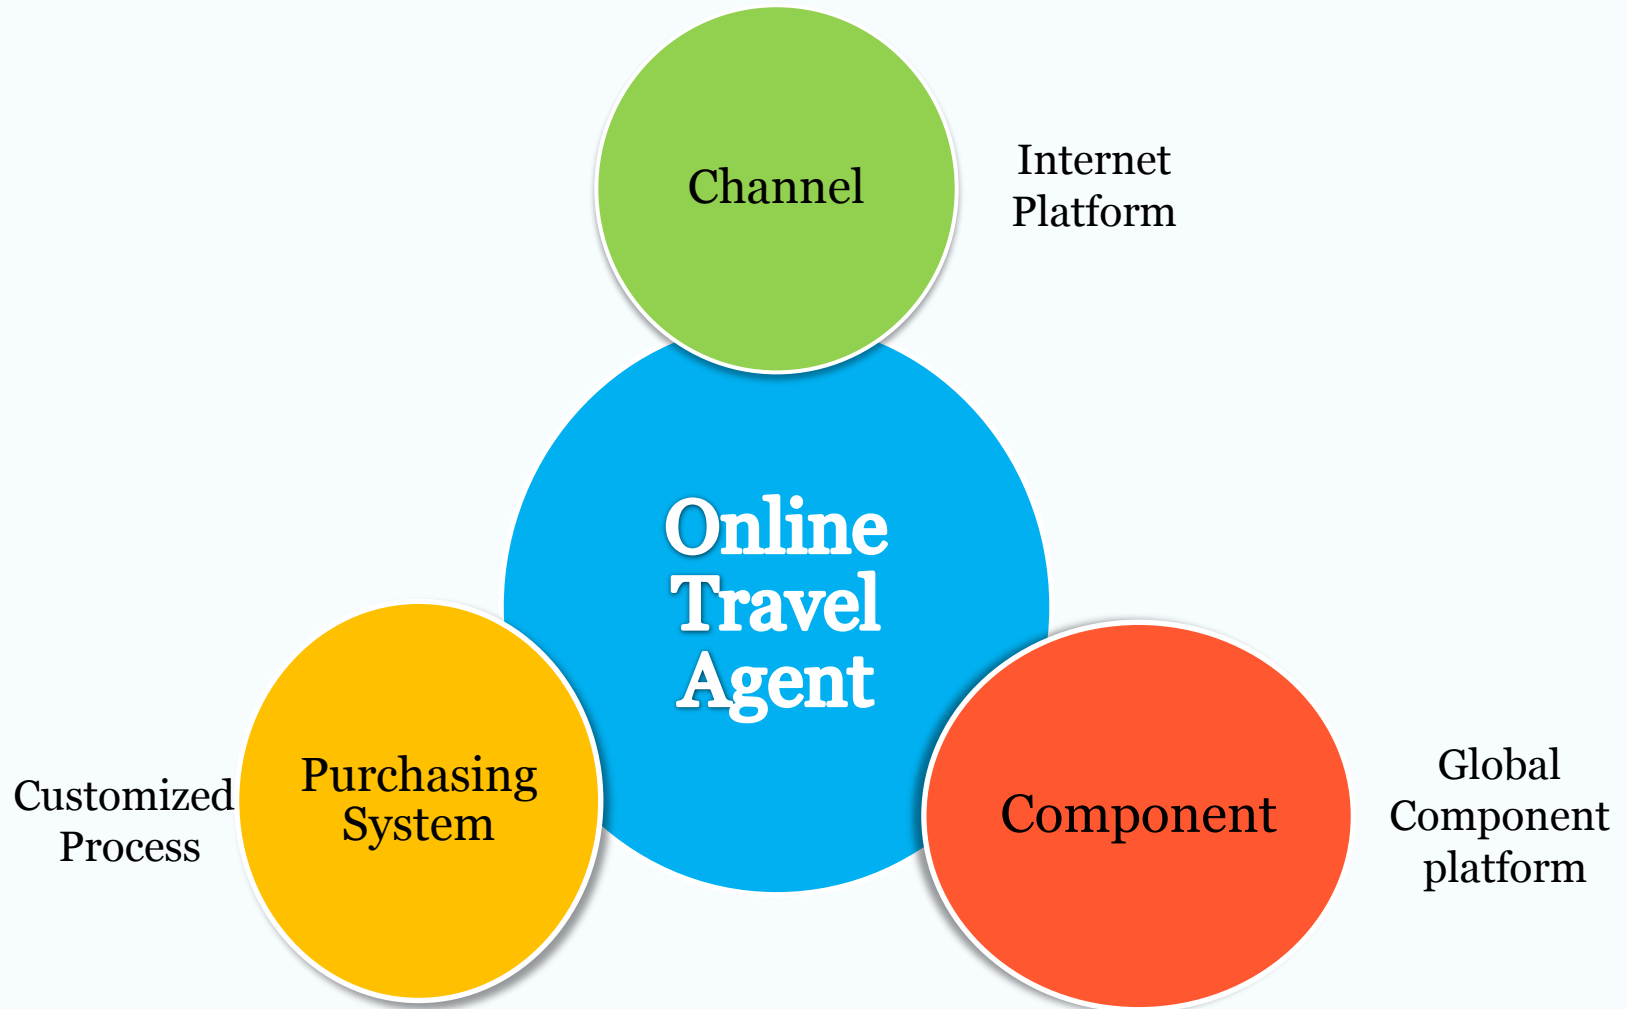 Channel
Internet
Platform
Online
Travel
Agent
Purchasing
System
Customized
Process
Component
Global
Component
platform